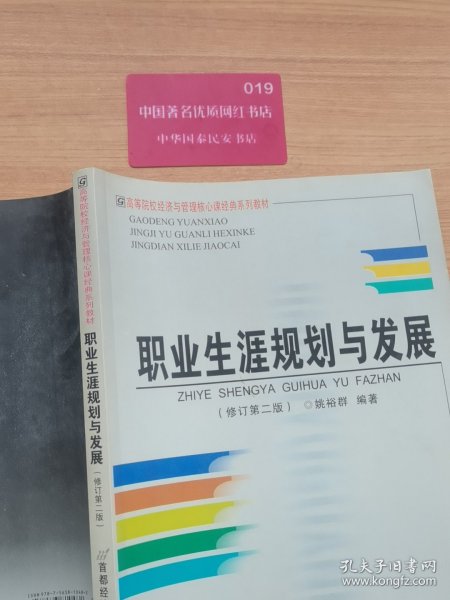 019
中国著名优质网红书店
中华国泰民安书店
高等院校经济与管理核心课经典系列教材
GAODENG YUANXIAO
JINGJI YU GUANLI HEXINKE
JINGDIAN XILIE JIAOCAI
职业生涯规划与发展
ZHIYE SHENGYA GUIHUA YU FAZHAN
(修订第二版) ◎姚裕群 编著
G高等院校经济与管理核心课经典系列教材
职业生涯规划与发展
(修订第二版)
首都经
孔夫子旧书网
www.kongfz.com